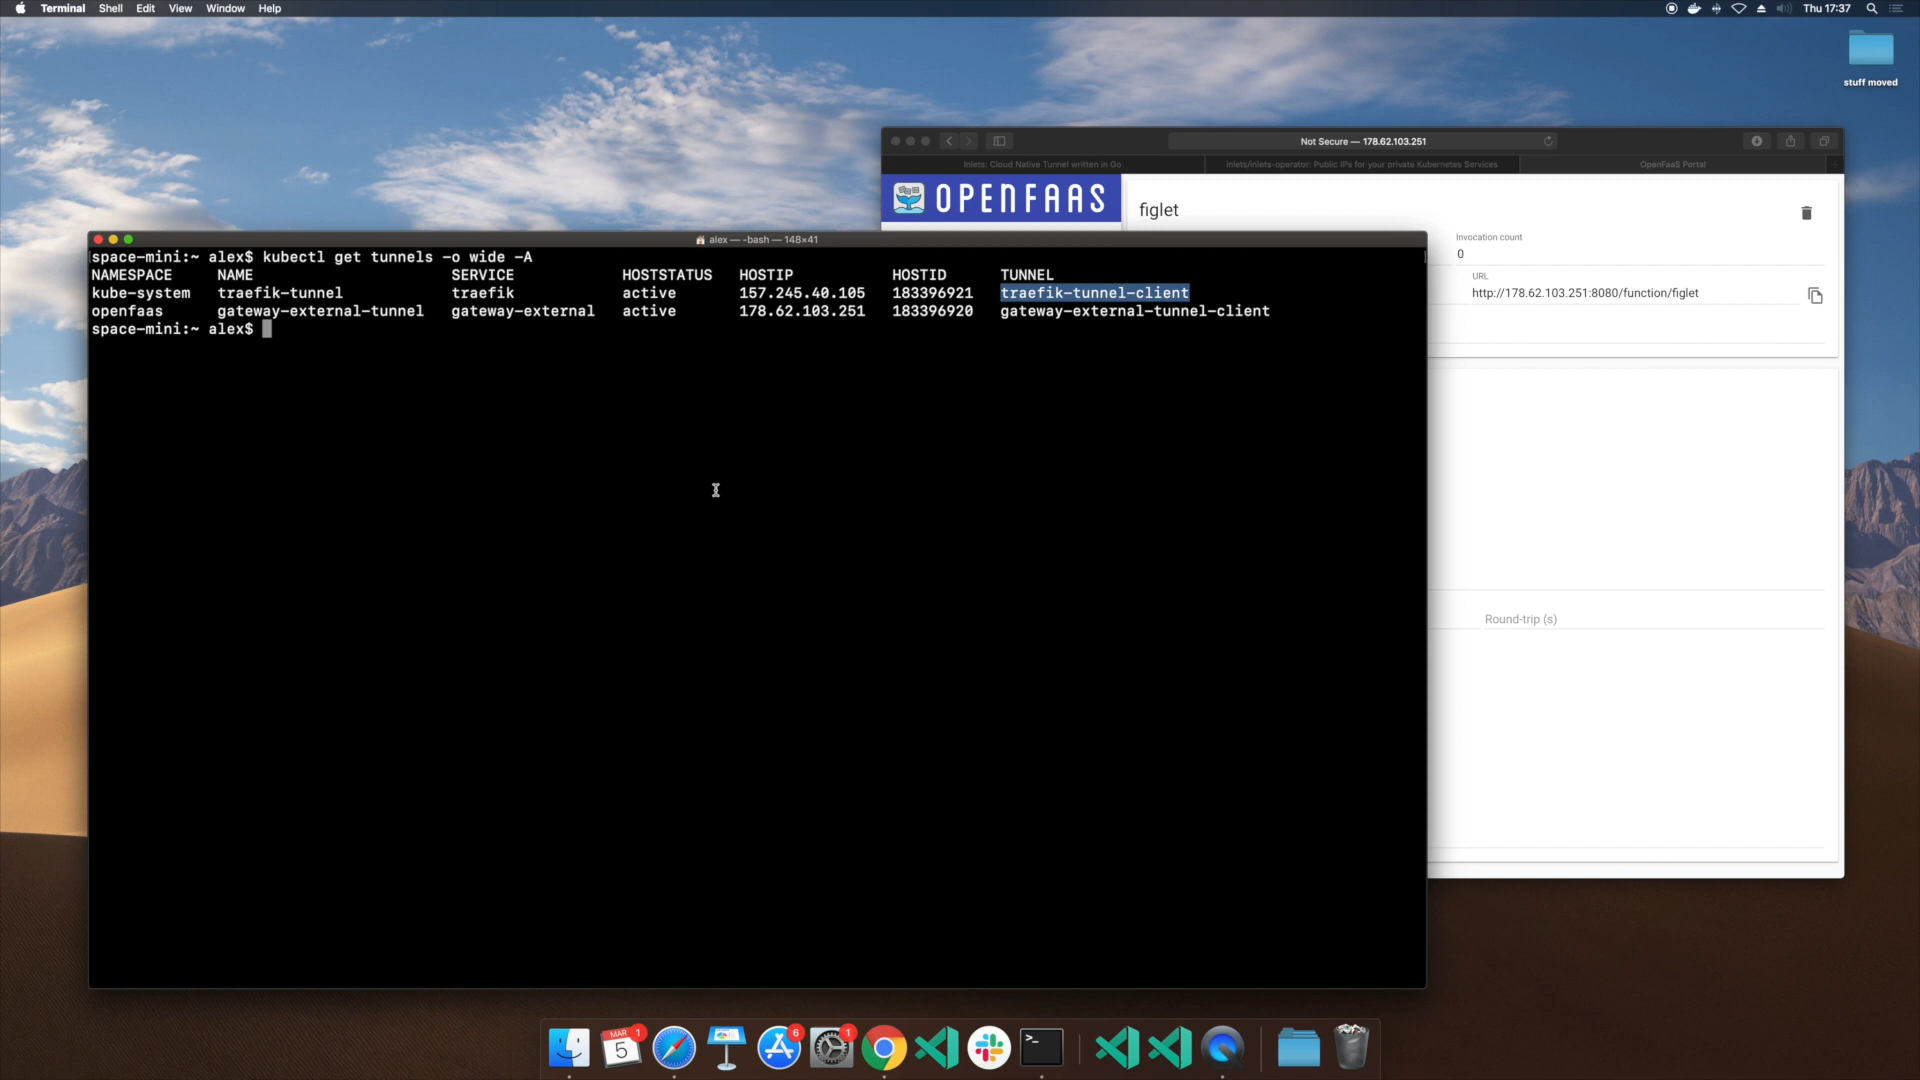 Terminal Shell Edit View Window Help
Thu 17:37
stuff moved
Not Secure — 178.62.103.251
Inlets: Cloud Native Tunnel written in Go
inlets/inlets-operator: Public IPs for your private Kubernetes Services
OpenFaaS Portal
OPENFAAS
figlet
Invocation count
0
URL
http://178.62.103.251:8080/function/figlet
Round-trip (s)
alex — -bash — 148×41
space-mini:~ alex$ kubectl get tunnels -o wide -A
NAMESPACE NAME SERVICE HOSTSTATUS HOSTIP HOSTID TUNNEL
kube-system traefik-tunnel traefik active 157.245.40.105 183396921 traefik-tunnel-client
openfaas gateway-external-tunnel gateway-external active 178.62.103.251 183396920 gateway-external-tunnel-client
space-mini:~ alex$
MAR 1
5
6
1
>_